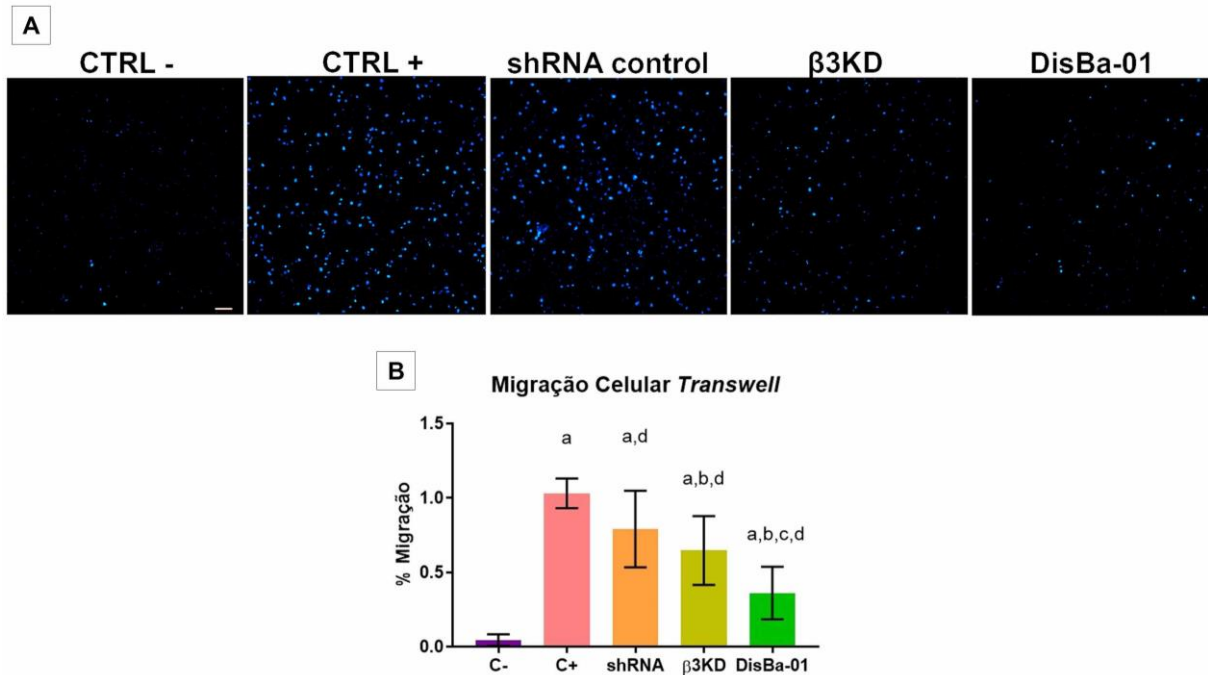 A
CTRL - CTRL + shRNA control β3KD DisBa-01
B
Migração Celular Transwell
% Migração
1.5
1.0
0.5
0.0
a
a,d
a,b,d
a,b,c,d
C- C+ shRNA β3KD DisBa-01